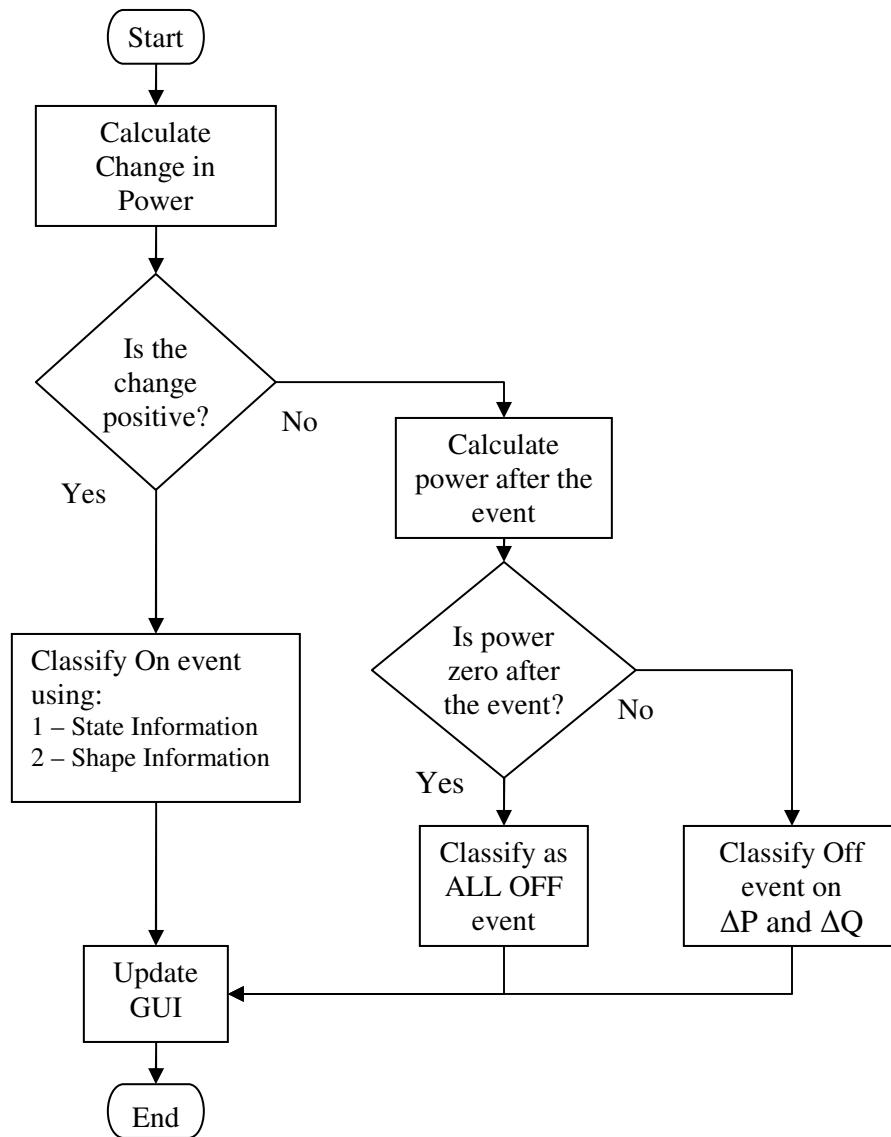 Start
Calculate
Change in
Power
Is the
change
positive?
No
Yes
Calculate
power after the
event
Classify On event
using:
1 – State Information
2 – Shape Information
Is power
zero after
the event?
No
Yes
Classify as
ALL OFF
event
Classify Off
event on
ΔP and ΔQ
Update
GUI
End